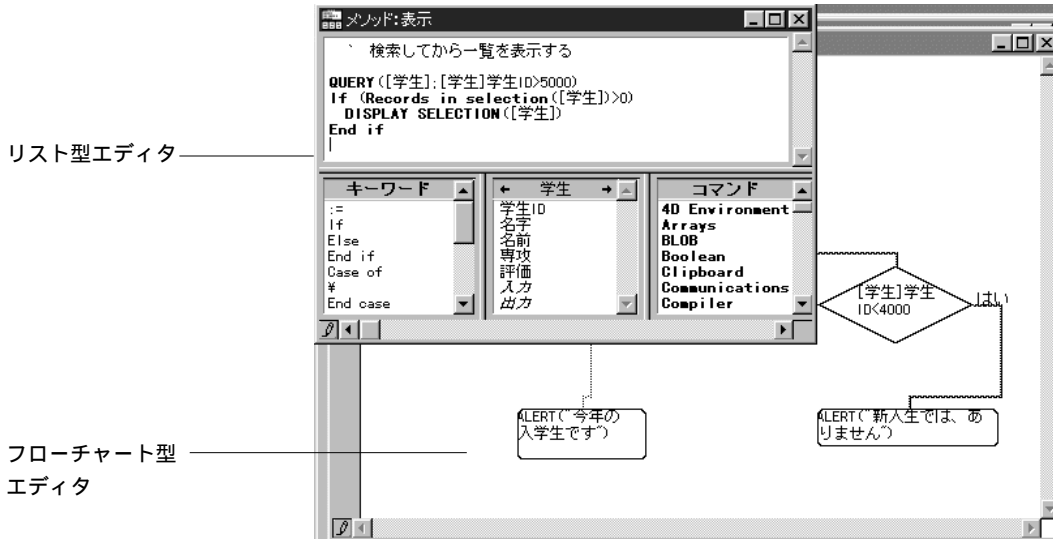 メソッド:表示
` 検索してから一覧を表示する
QUERY([学生];[学生]学生ID>5000)
If (Records in selection([学生])>0)
DISPLAY SELECTION([学生])
End if
リスト型エディタ
キーワード
:=
If
Else
End if
Case of
¥
End case
学生
学生ID
名字
名前
専攻
評価
入力
出力
コマンド
4D Environment
Arrays
BLOB
Boolean
Clipboard
Communications
Compiler
[学生]学生
ID<4000
はい
ALERT("今年の
入学生です")
ALERT("新入生では、あ
りません")
フローチャート型
エディタ